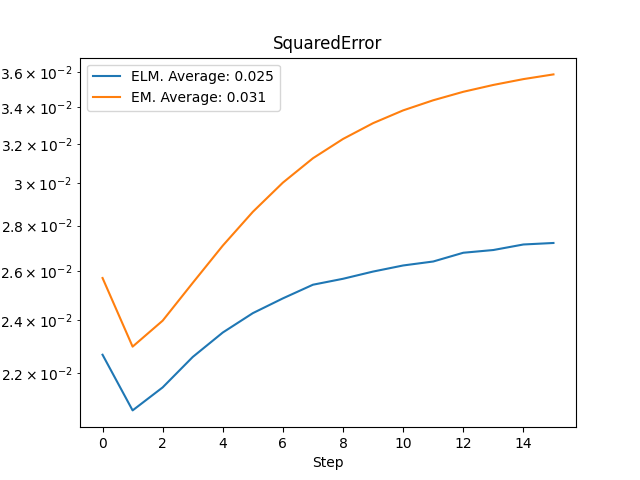 SquaredError
ELM. Average: 0.025
EM. Average: 0.031
3.6 × 10⁻²
3.4 × 10⁻²
3.2 × 10⁻²
3 × 10⁻²
2.8 × 10⁻²
2.6 × 10⁻²
2.4 × 10⁻²
2.2 × 10⁻²
0 2 4 6 8 10 12 14
Step